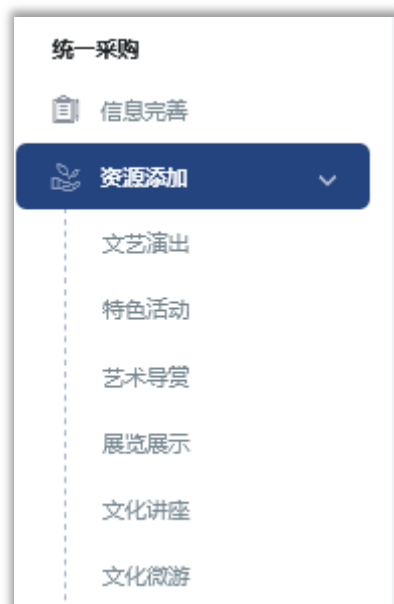 统一采购
信息完善
资源添加
文艺演出
特色活动
艺术导赏
展览展示
文化讲座
文化微游